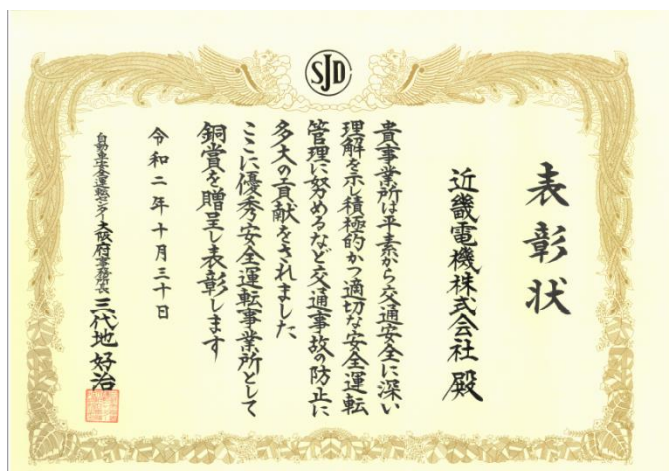 SJD
表彰状
近畿電機株式会社 殿
貴事業所は平素から交通安全に深い
理解を示し積極的かつ適切な安全運転
管理に努めるなど交通事故の防止に
多大の貢献をされました
ここに優秀安全運転事業所として
銅賞を贈呈し表彰します
令和二年十月三十日
自動車安全運転センター大阪府事務所長 三代地 好治